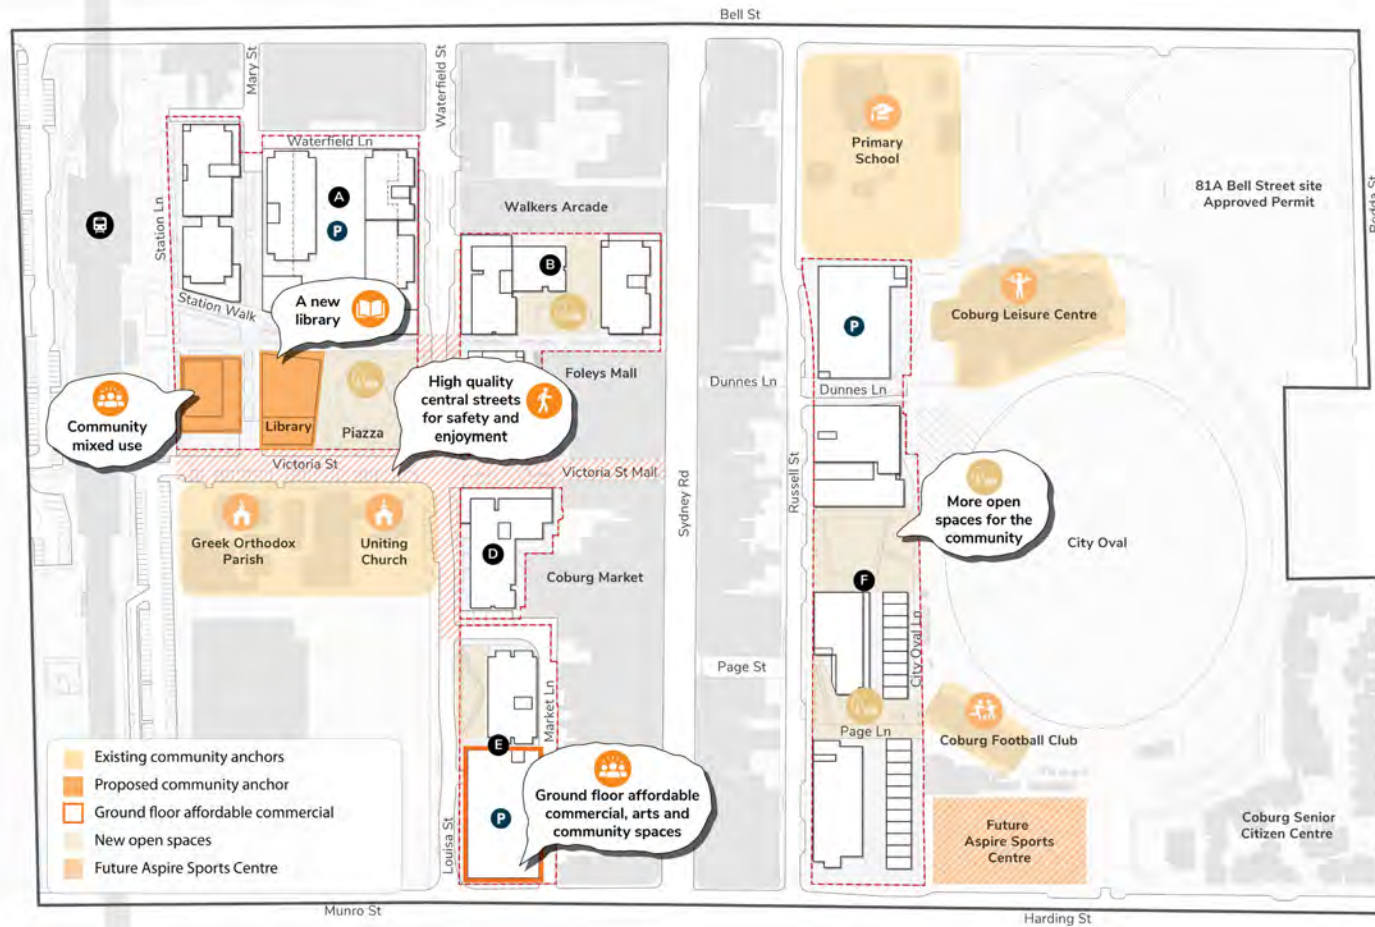 Bell St
Mary St
Waterfield St
Waterfield Ln
Station Ln
A
P
Station Walk
A new
library
Walkers Arcade
B
Primary
School
81A Bell Street site
Approved Permit
Rodda St
Coburg Leisure Centre
P
Dunnes Ln
Dunnes Ln
Foleys Mall
High quality
central streets
for safety and
enjoyment
Community
mixed use
Library
Piazza
Victoria St
Victoria St Mall
Sydney Rd
Russell St
More open
spaces for the
community
City Oval
Greek Orthodox
Parish
Uniting
Church
D
Coburg Market
F
City Oval Ln
Page St
Page Ln
Coburg Football Club
Market Ln
E
P
Louisa St
Ground floor affordable
commercial, arts and
community spaces
Future
Aspire Sports
Centre
Coburg Senior
Citizen Centre
Existing community anchors
Proposed community anchor
Ground floor affordable commercial
New open spaces
Future Aspire Sports Centre
Munro St
Harding St